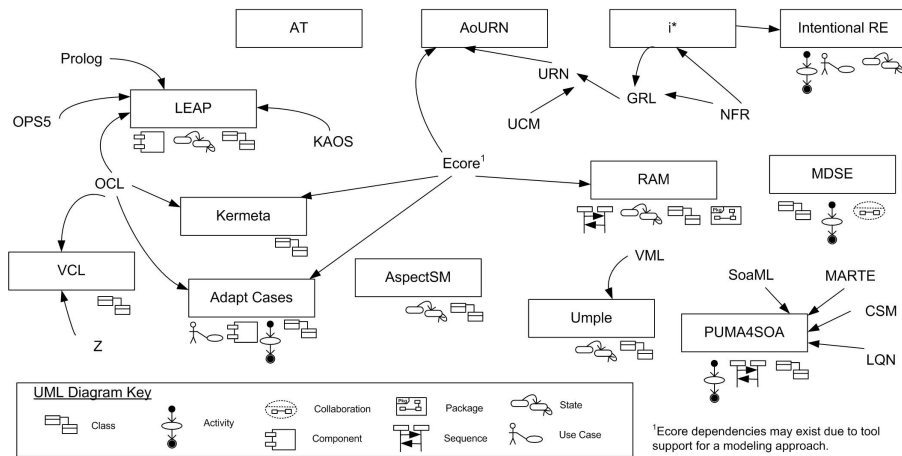 AT
AoURN
i*
Intentional RE
Prolog
URN
LEAP
GRL
OPS5
UCM
NFR
KAOS
Ecore1
OCL
RAM
MDSE
Kermeta
Pkg
VML
VCL
AspectSM
SoaML
MARTE
Adapt Cases
Umple
CSM
PUMA4SOA
Z
LQN
UML Diagram Key
Class
Activity
Collaboration
Component
Pkg
Package
Sequence
State
Use Case
1Ecore dependencies may exist due to tool
support for a modeling approach.